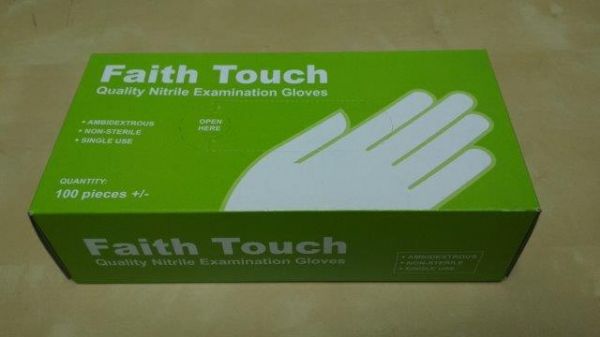 Faith Touch
Quality Nitrile Examination Gloves
• AMBIDEXTROUS
• NON-STERILE
• SINGLE USE
OPEN
HERE
QUANTITY:
100 pieces +/-
Faith Touch
Quality Nitrile Examination Gloves
• AMBIDEXTROUS
• NON-STERILE
• SINGLE USE